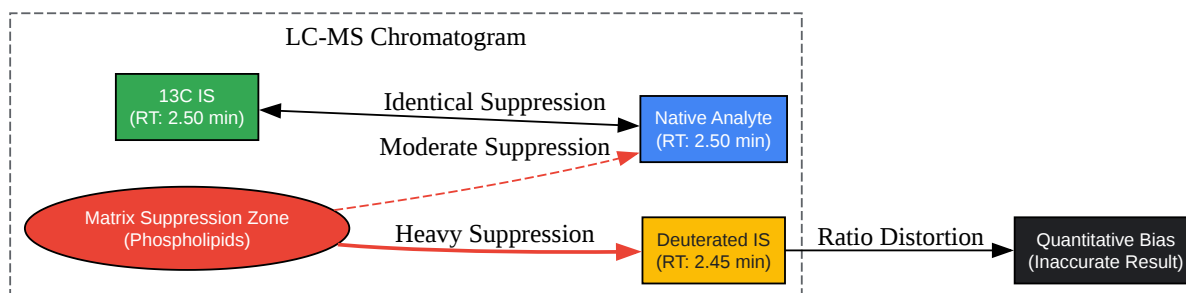 LC-MS Chromatogram
13C IS
(RT: 2.50 min)
Identical Suppression
Native Analyte
(RT: 2.50 min)
Moderate Suppression
Matrix Suppression Zone
(Phospholipids)
Heavy Suppression
Deuterated IS
(RT: 2.45 min)
Ratio Distortion
Quantitative Bias
(Inaccurate Result)